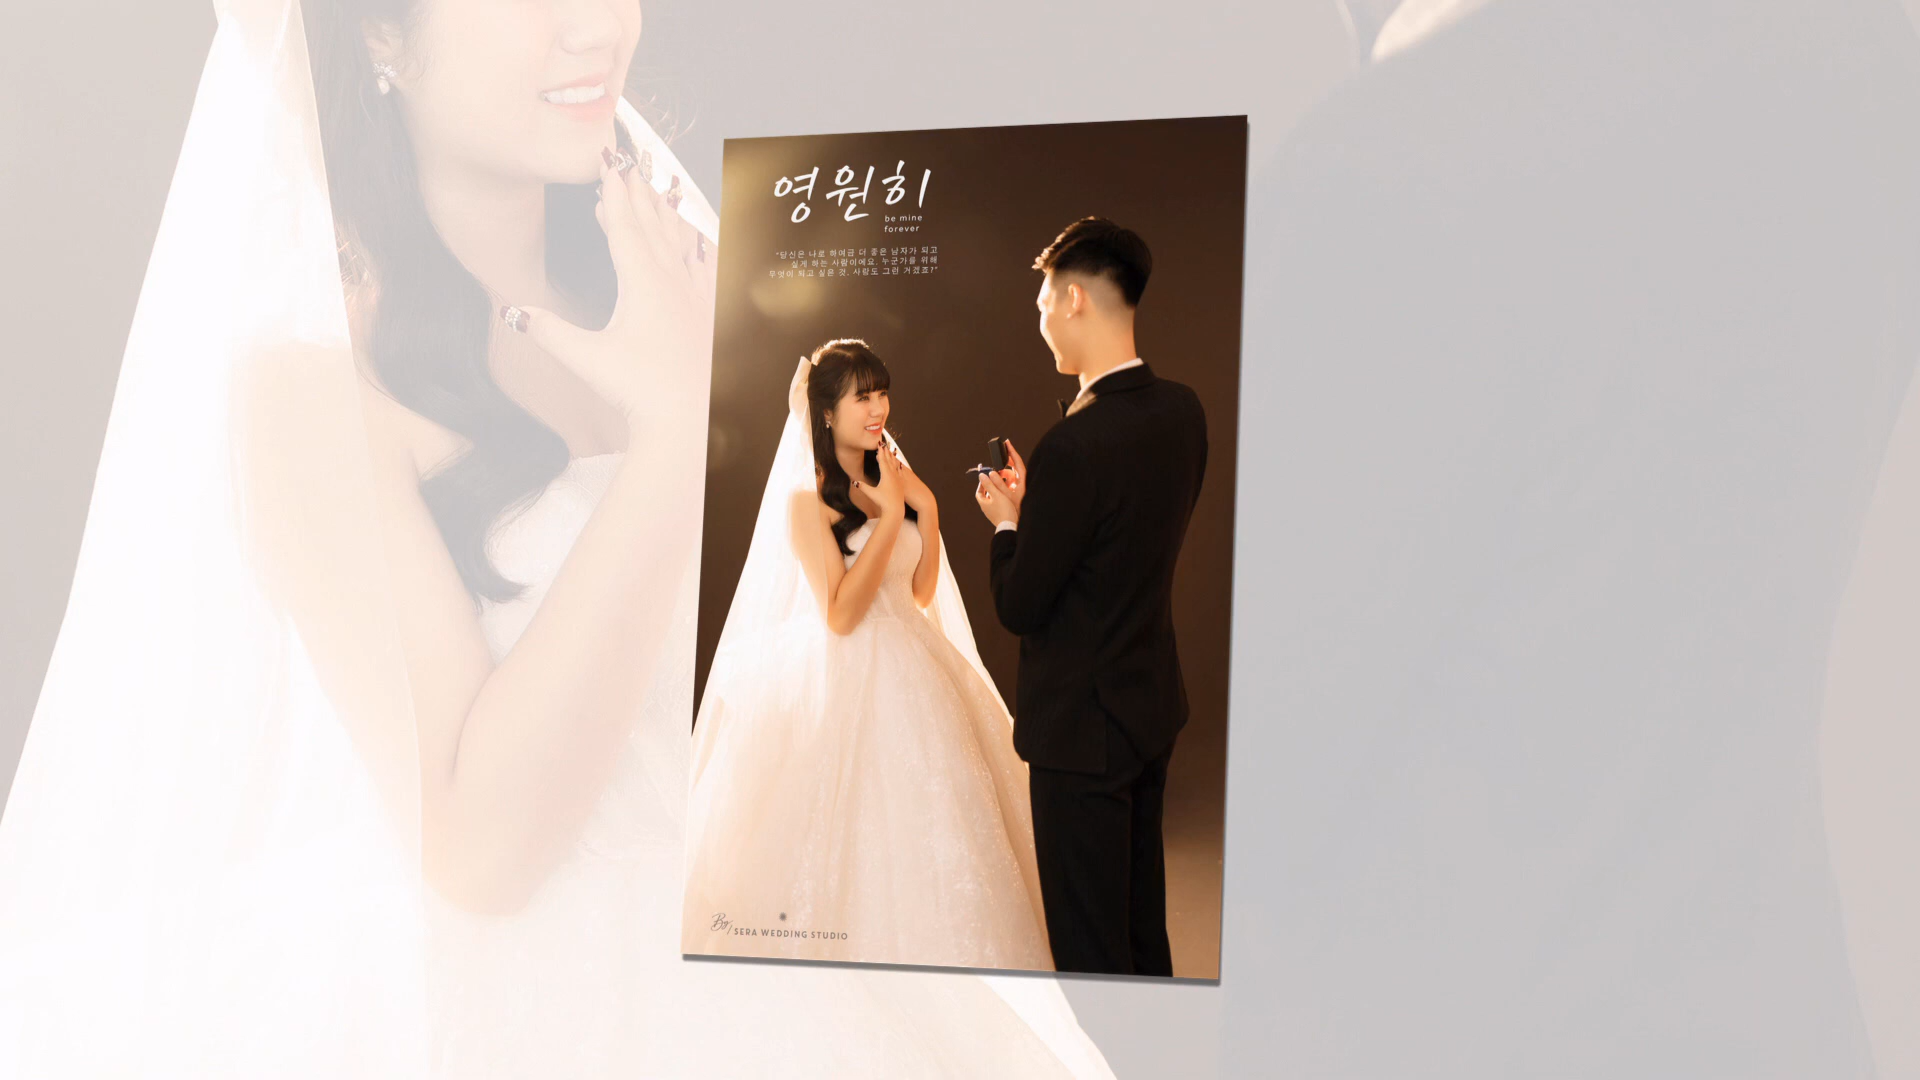 영원히
be mine
forever
"당신은 나로 하여금 더 좋은 남자가 되고
싶게 하는 사람이에요. 누군가를 위해
무엇이 되고 싶은 것, 사랑도 그런 거겠죠?"
By/ SERA WEDDING STUDIO